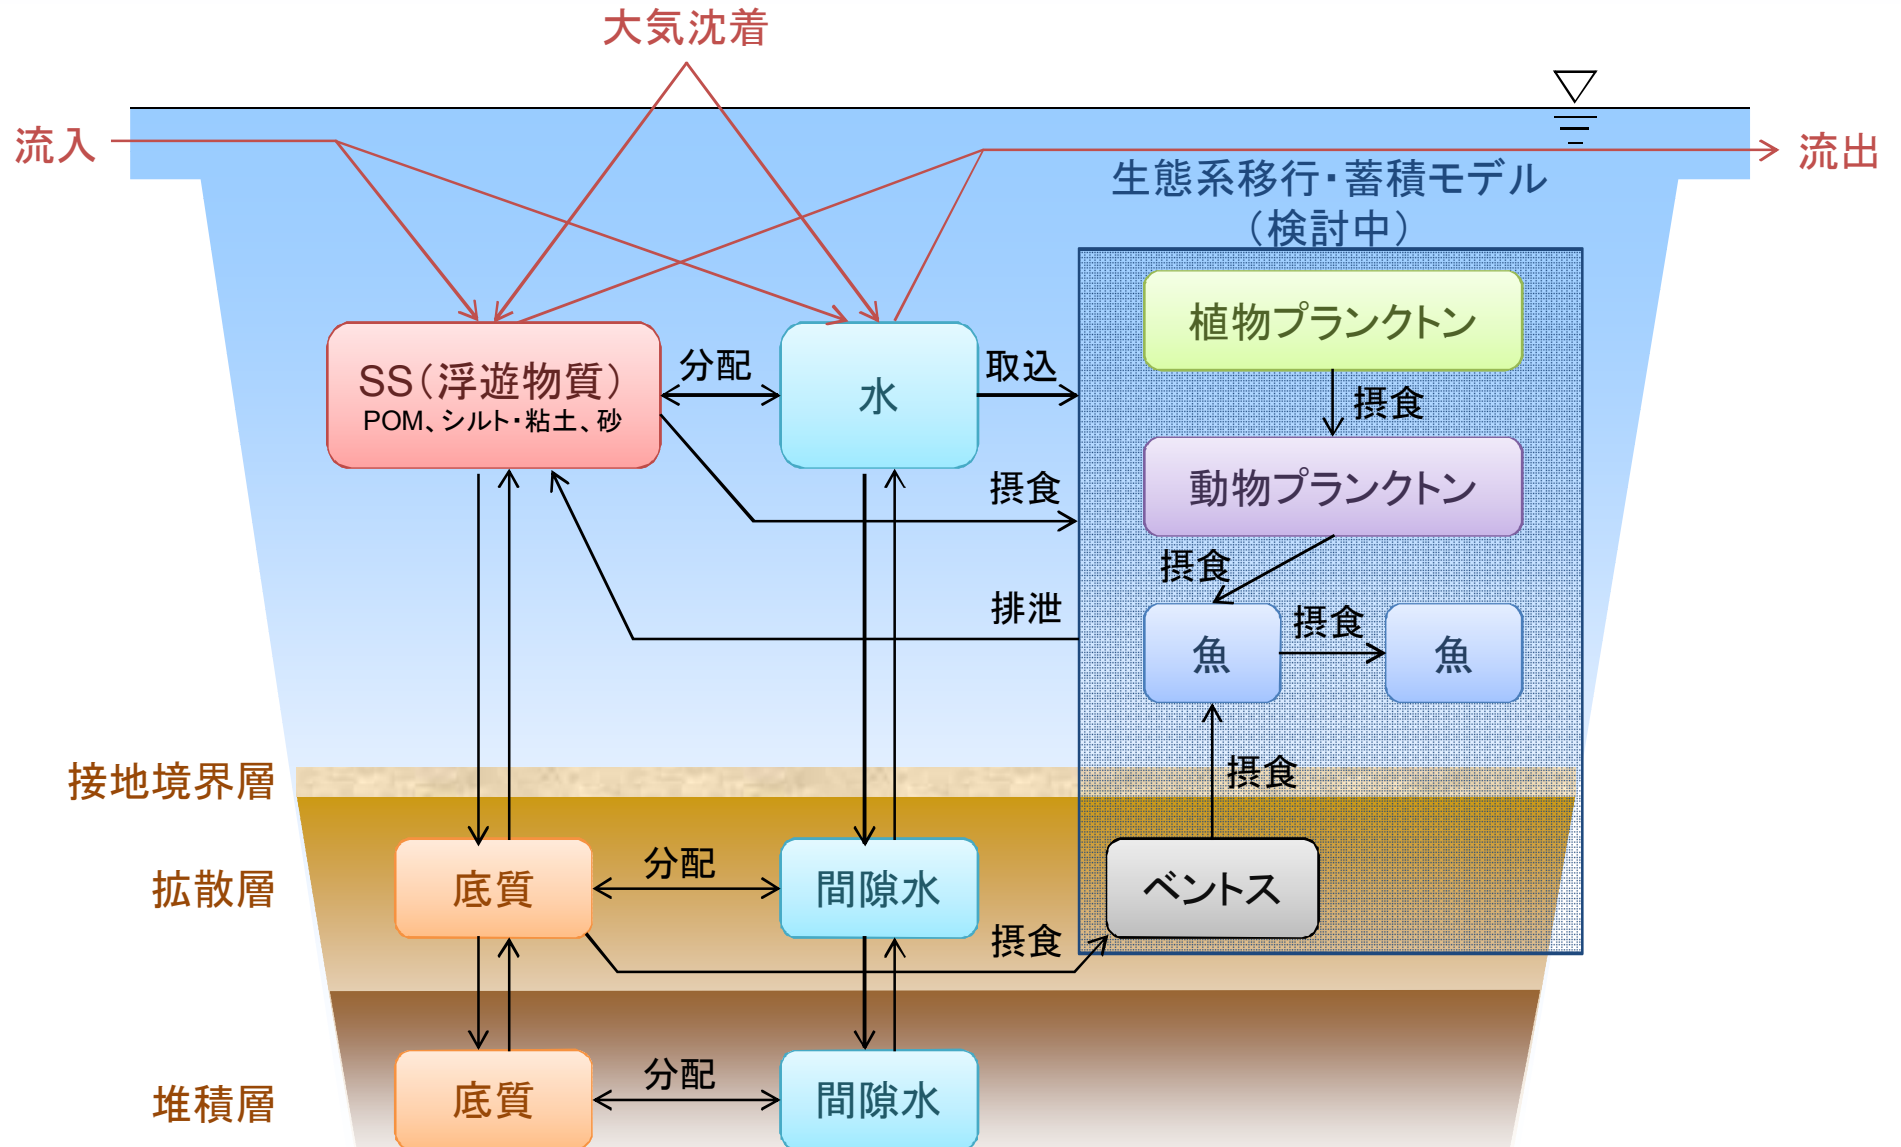 大気沈着
流入
流出
生態系移行・蓄積モデル
（検討中）
植物プランクトン
SS（浮遊物質）
POM、シルト・粘土、砂
分配
水
取込
摂食
動物プランクトン
摂食
摂食
排泄
摂食
魚
魚
接地境界層
摂食
拡散層
底質
分配
間隙水
ベントス
摂食
堆積層
底質
分配
間隙水